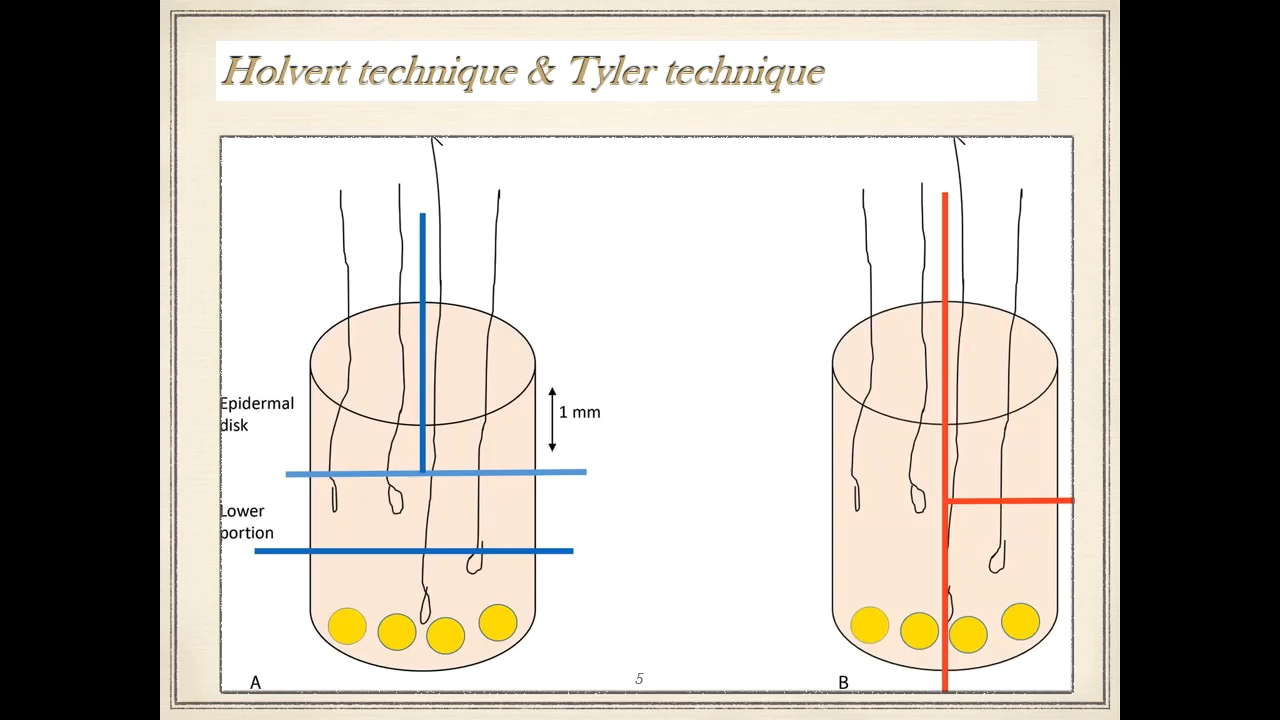 Holvert technique & Tyler technique
Epidermal
disk
1 mm
Lower
portion
A
B
5